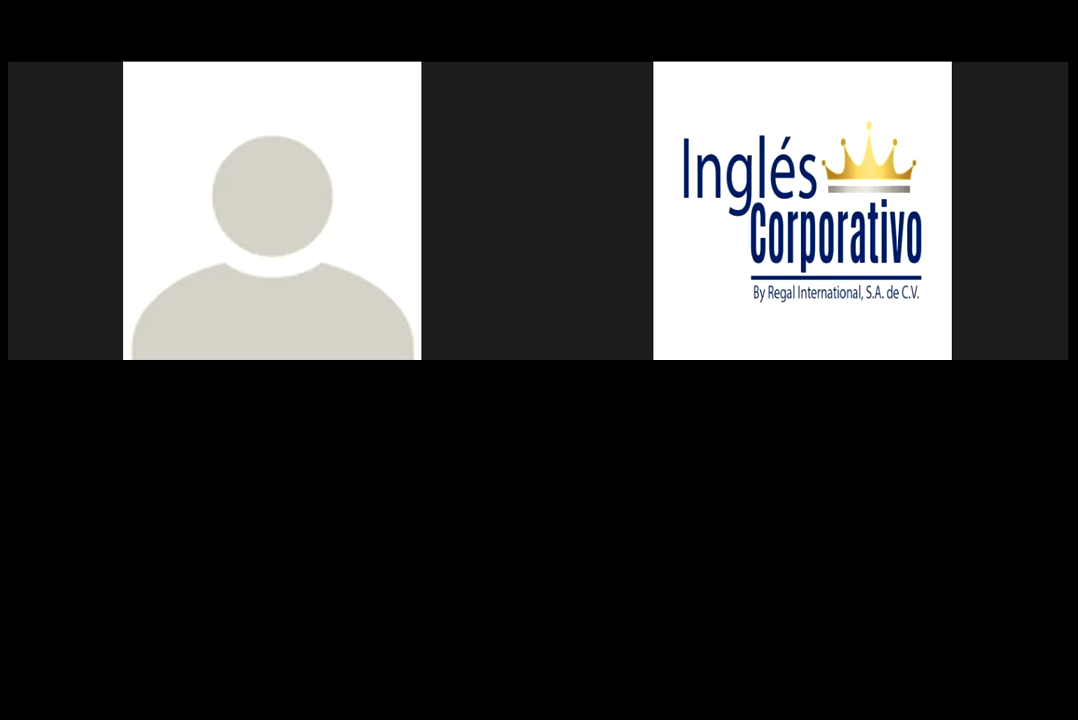 Inglés
Corporativo
By Regal International, S.A. de C.V.